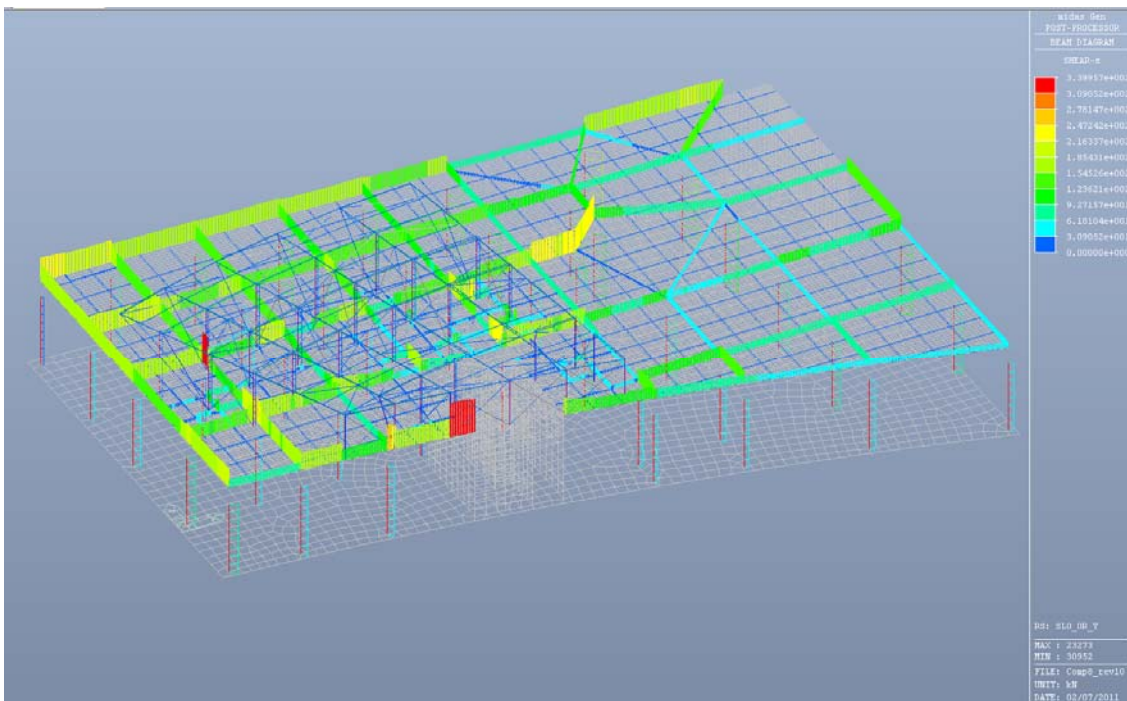 midas Gen
POST-PROCESSOR
BEAM DIAGRAM
SHEAR-z
3.39957e+002
3.09052e+002
2.78147e+002
2.47242e+002
2.16337e+002
1.85431e+002
1.54526e+002
1.23621e+002
9.27157e+001
6.18104e+001
3.09052e+001
0.00000e+000
RS: SLO_OR_Y
MAX : 23273
MIN : 30952
FILE: Comp8_rev10
UNIT: kN
DATE: 02/07/2011